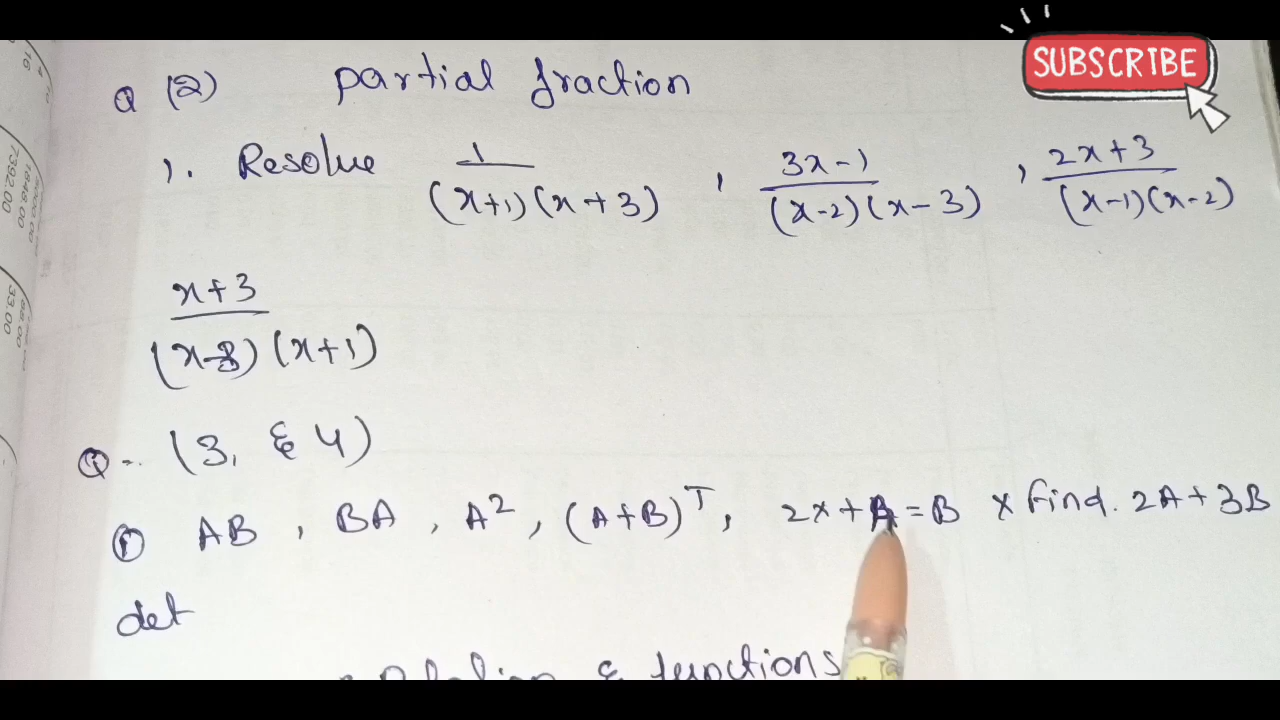 SUBSCRIBE
Q (2) Partial fraction
1. Resolve 1/(x+1)(x+3) , 3x-1/(x-2)(x-3) , 2x+3/(x-1)(x-2)
x+3/(x-3)(x+1)
Q - (3, & 4)
① AB , BA , A², (A+B)ᵀ, 2x+A=B x find. 2A+3B
det
& functions